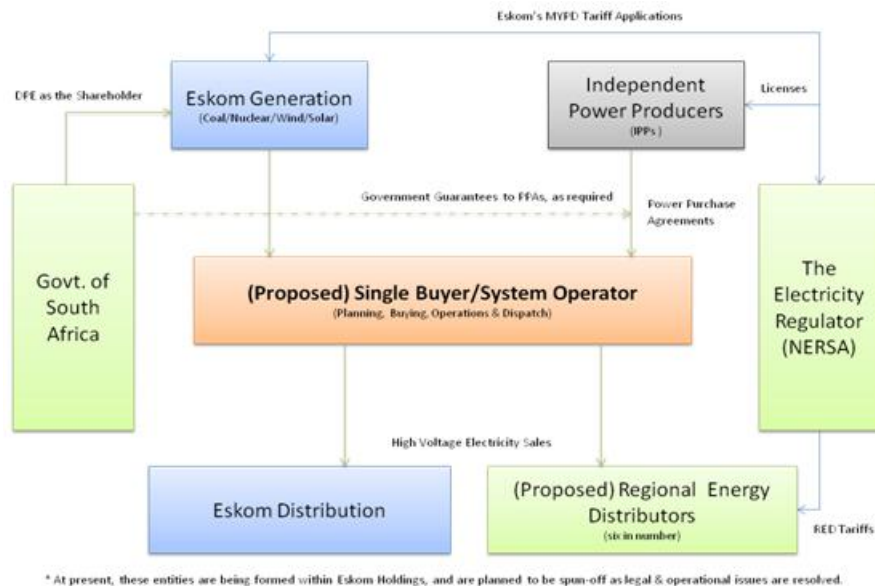 Eskom's MYPD Tariff Applications
DPE as the Shareholder
Eskom Generation
(Coal/Nuclear/Wind/Solar)
Independent
Power Producers
(IPPs )
Licenses
Government Guarantees to PPAs, as required
Power Purchase
Agreements
Govt. of
South
Africa
(Proposed) Single Buyer/System Operator
(Planning, Buying, Operations & Dispatch)
The
Electricity
Regulator
(NERSA)
High Voltage Electricity Sales
Eskom Distribution
(Proposed) Regional Energy
Distributors
(six in number)
RED Tariffs
* At present, these entities are being formed within Eskom Holdings, and are planned to be spun-off as legal & operational issues are resolved.